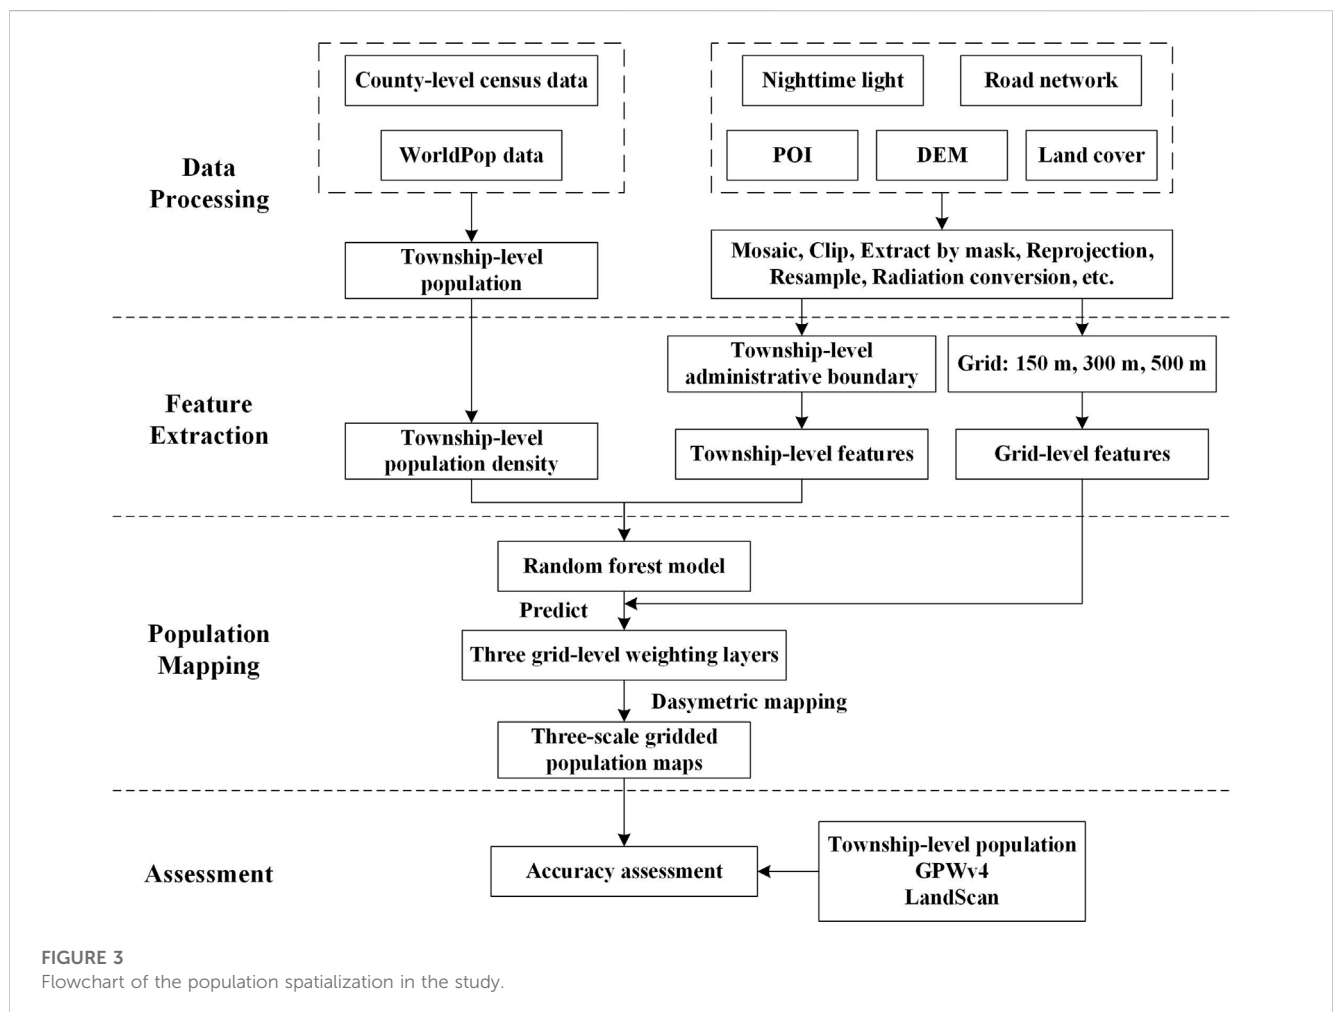 County-level census data
WorldPop data
Nighttime light
Road network
POI
DEM
Land cover
Data
Processing
Township-level
population
Mosaic, Clip, Extract by mask, Reprojection,
Resample, Radiation conversion, etc.
Township-level
administrative boundary
Grid: 150 m, 300 m, 500 m
Feature
Extraction
Township-level
population density
Township-level features
Grid-level features
Random forest model
Predict
Population
Mapping
Three grid-level weighting layers
Dasymetric mapping
Three-scale gridded
population maps
Assessment
Accuracy assessment
Township-level population
GPWv4
LandScan
FIGURE 3
Flowchart of the population spatialization in the study.